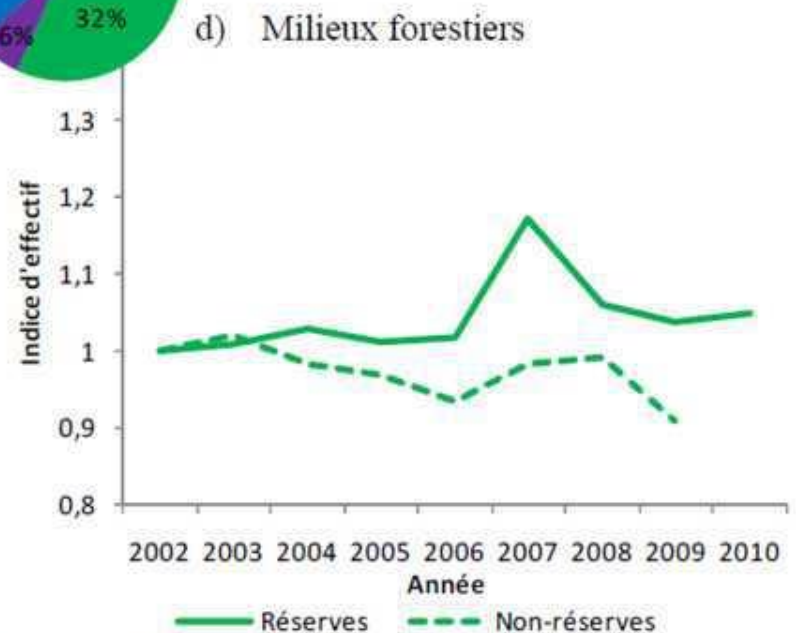 32%
6%
d) Milieux forestiers
1,3
1,2
1,1
1
0,9
0,8
Indice d'effectif
2002 2003 2004 2005 2006 2007 2008 2009 2010
Année
Réserves Non-réserves